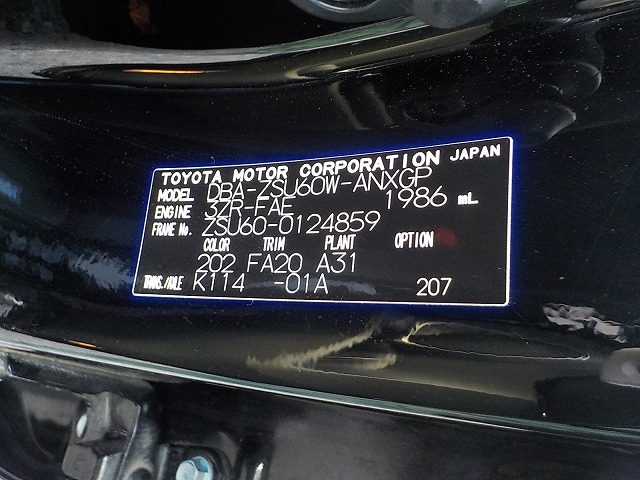 TOYOTA MOTOR CORPORATION JAPAN
MODEL DBA-ZSU60W-ANXGP
ENGINE 3ZR-FAE 1986 mL
FRAME No. ZSU60-0124859
COLOR TRIM PLANT OPTION
202 FA20 A31
TRANS./AXLE K114 -01A 207